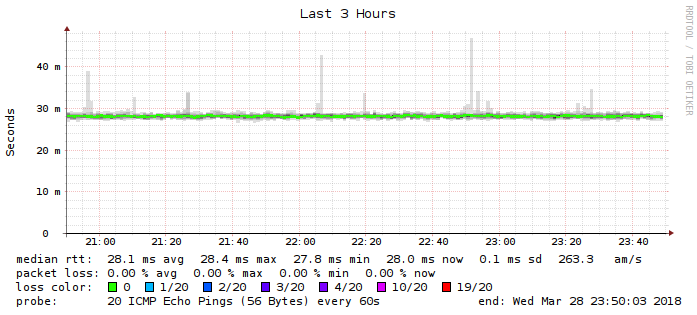 Last 3 Hours
RRDTOOL / TOBI OETIKER
Seconds
40 m
30 m
20 m
10 m
0
21:00 21:20 21:40 22:00 22:20 22:40 23:00 23:20 23:40
median rtt: 28.1 ms avg 28.4 ms max 27.8 ms min 28.0 ms now 0.1 ms sd 263.3 am/s
packet loss: 0.00 % avg 0.00 % max 0.00 % min 0.00 % now
loss color: 0 1/20 2/20 3/20 4/20 10/20 19/20
probe: 20 ICMP Echo Pings (56 Bytes) every 60s end: Wed Mar 28 23:50:03 2018